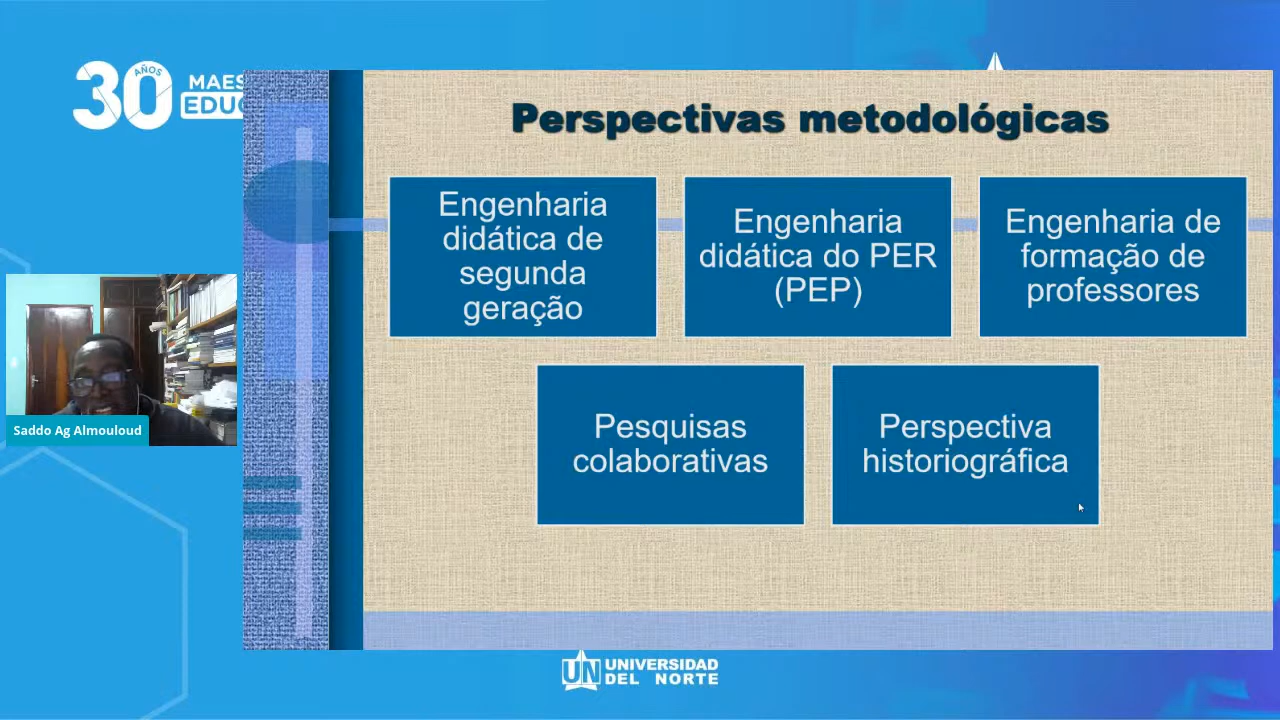 30
AÑOS
MAES
EDUC
Perspectivas metodológicas
Engenharia
didática de
segunda
geração
Engenharia
didática do PER
(PEP)
Engenharia de
formação de
professores
Pesquisas
colaborativas
Perspectiva
historiográfica
Saddo Ag Almouloud
UN UNIVERSIDAD
DEL NORTE